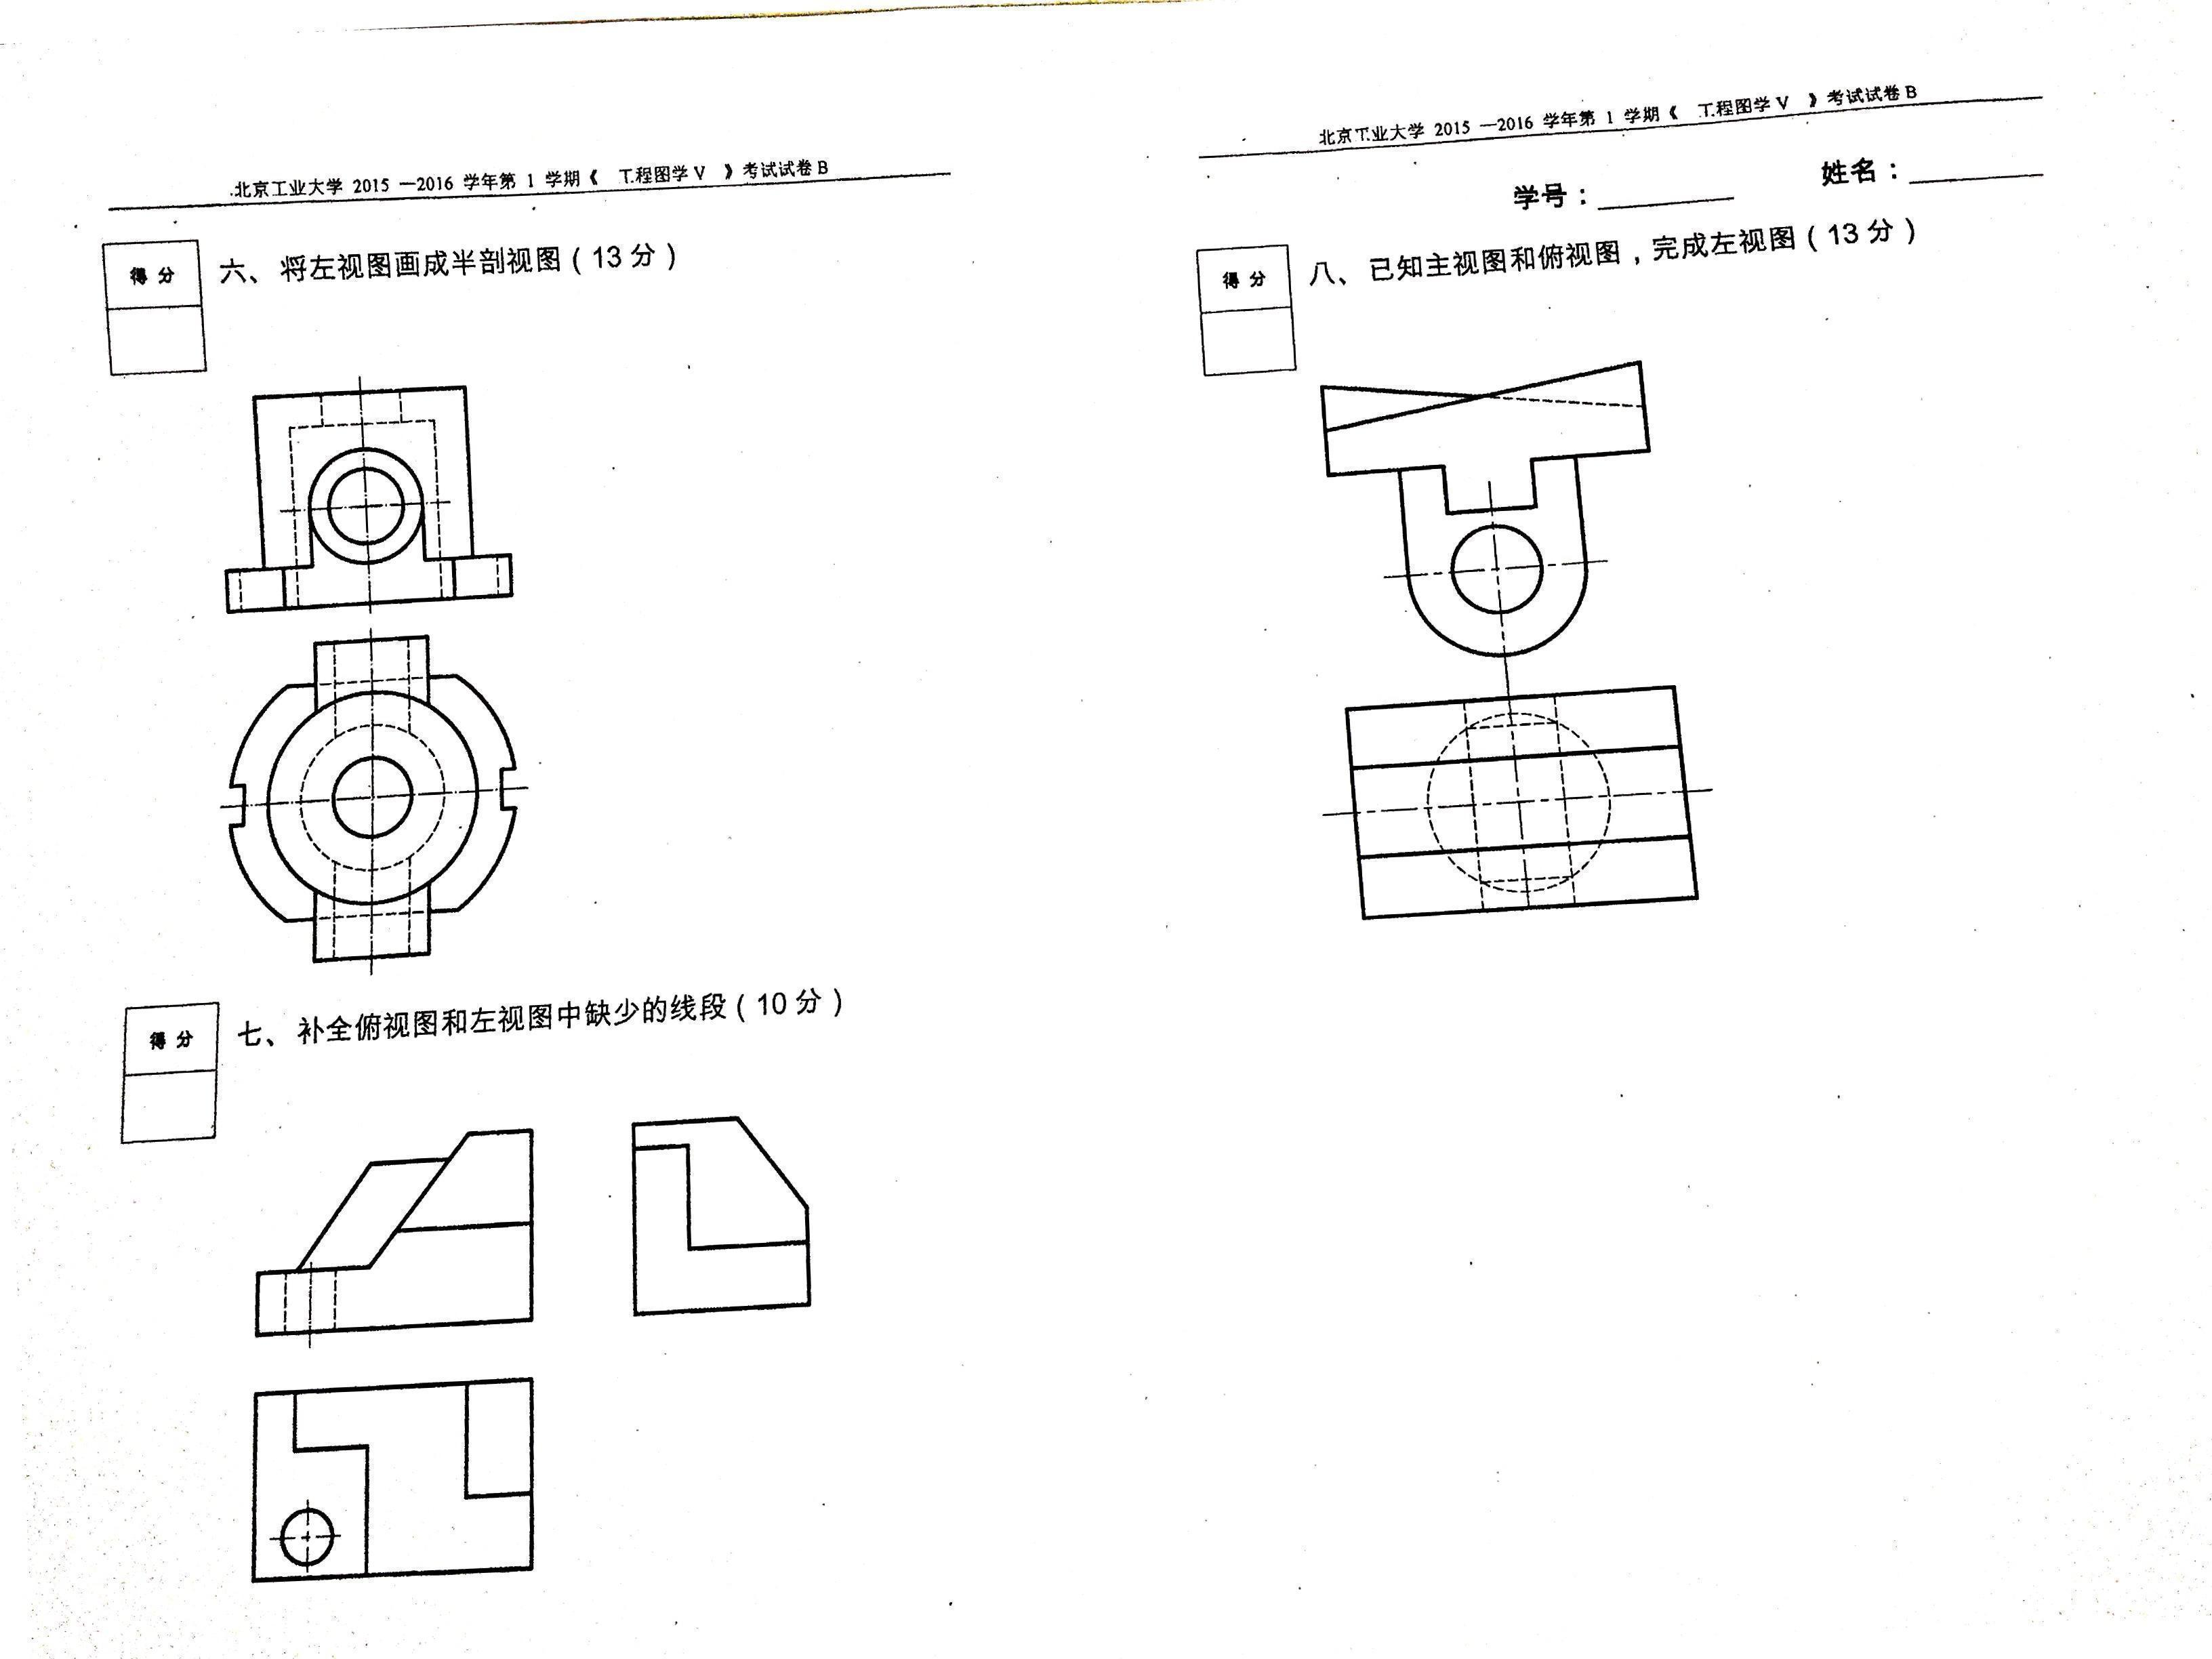 北京工业大学 2015 —2016 学年第 1 学期《 工程图学 V 》考试试卷 B
得 分
六、 将左视图画成半剖视图（13 分）
得 分
七、 补全俯视图和左视图中缺少的线段（10 分）
北京工业大学 2015 —2016 学年第 1 学期《 工程图学 V 》考试试卷 B
学号：________ 姓名：________
得 分
八、 已知主视图和俯视图，完成左视图（13 分）